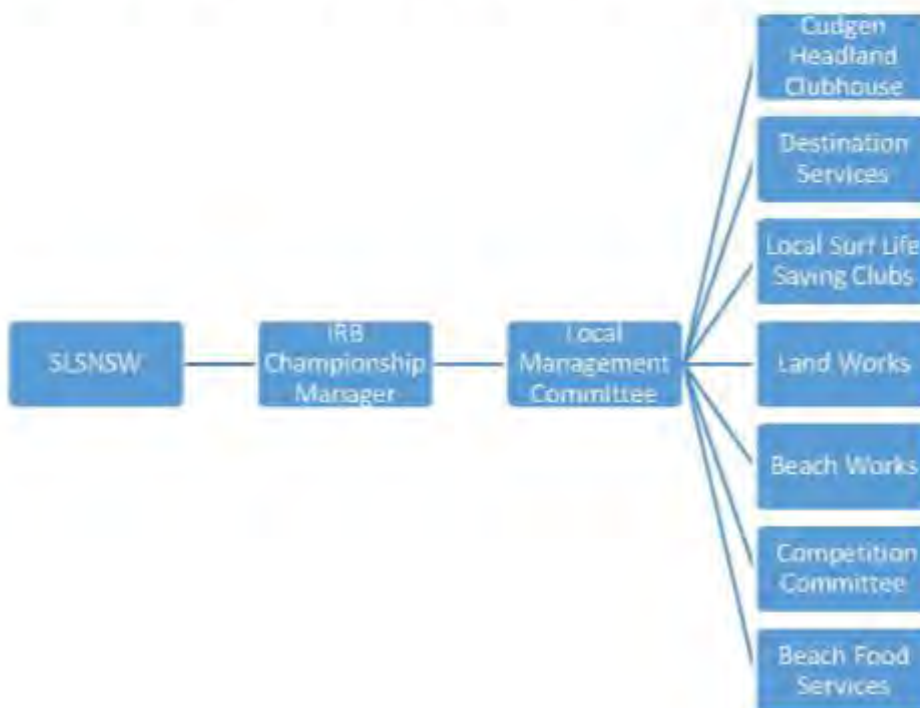 SLSNSW
IRB
Championship
Manager
Local
Management
Committee
Cudgen
Headland
Clubhouse
Destination
Services
Local Surf Life
Saving Clubs
Land Works
Beach Works
Competition
Committee
Beach Food
Services